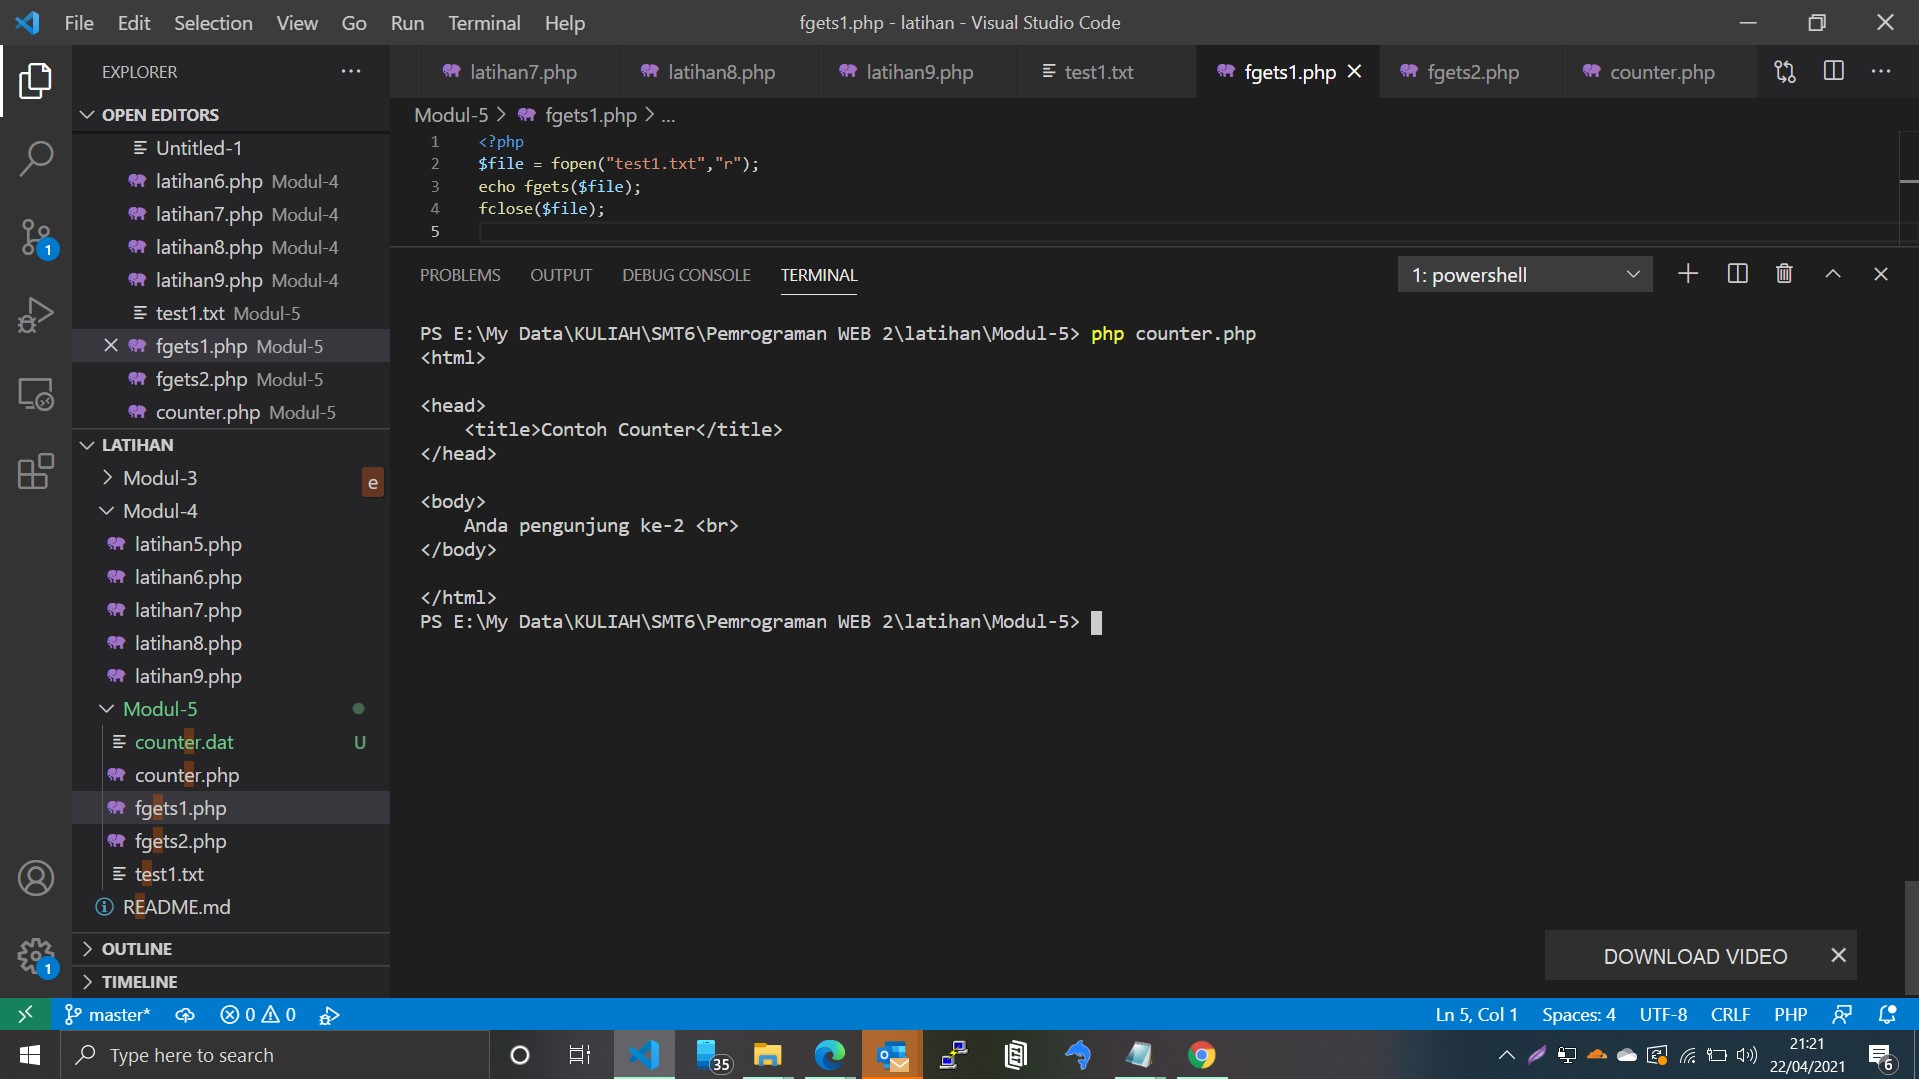 File Edit Selection View Go Run Terminal Help
fgets1.php - latihan - Visual Studio Code
EXPLORER
OPEN EDITORS
Untitled-1
latihan6.php Modul-4
latihan7.php Modul-4
latihan8.php Modul-4
latihan9.php Modul-4
test1.txt Modul-5
fgets1.php Modul-5
fgets2.php Modul-5
counter.php Modul-5
LATIHAN
Modul-3
e
Modul-4
latihan5.php
latihan6.php
latihan7.php
latihan8.php
latihan9.php
Modul-5
counter.dat U
counter.php
fgets1.php
fgets2.php
test1.txt
README.md
OUTLINE
TIMELINE
1
1
latihan7.php latihan8.php latihan9.php test1.txt fgets1.php fgets2.php counter.php
Modul-5 > fgets1.php > ...
1 <?php
2 $file = fopen("test1.txt","r");
3 echo fgets($file);
4 fclose($file);
5
PROBLEMS OUTPUT DEBUG CONSOLE TERMINAL
1: powershell
PS E:\My Data\KULIAH\SMT6\Pemrograman WEB 2\latihan\Modul-5> php counter.php
<html>
<head>
<title>Contoh Counter</title>
</head>
<body>
Anda pengunjung ke-2 <br>
</body>
</html>
PS E:\My Data\KULIAH\SMT6\Pemrograman WEB 2\latihan\Modul-5>
DOWNLOAD VIDEO
master* 0 0
Ln 5, Col 1 Spaces: 4 UTF-8 CRLF PHP
Type here to search
35
21:21
22/04/2021
6